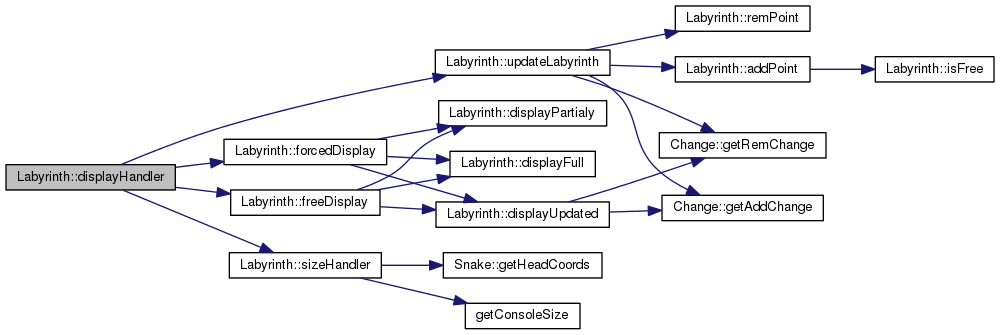 Labyrinth::remPoint
Labyrinth::updateLabyrinth
Labyrinth::addPoint
Labyrinth::isFree
Labyrinth::displayPartialy
Labyrinth::forcedDisplay
Change::getRemChange
Labyrinth::displayFull
Labyrinth::displayHandler
Labyrinth::freeDisplay
Labyrinth::displayUpdated
Change::getAddChange
Labyrinth::sizeHandler
Snake::getHeadCoords
getConsoleSize